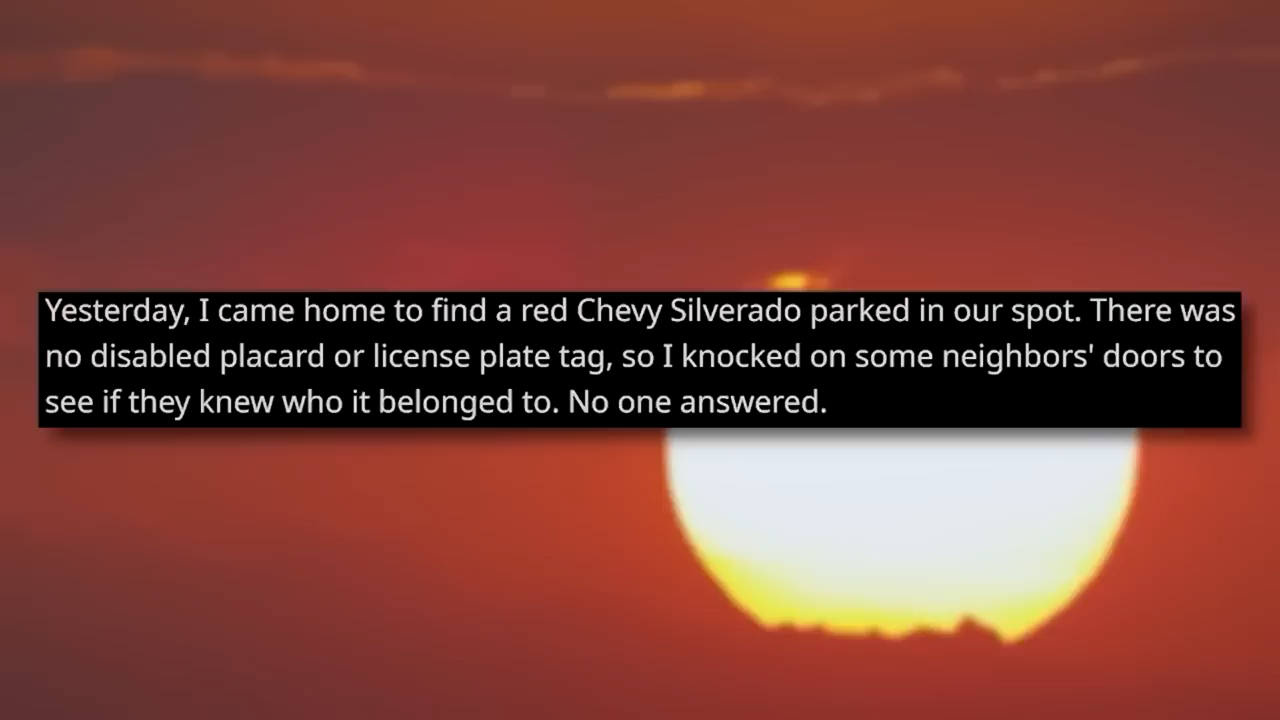 Yesterday, I came home to find a red Chevy Silverado parked in our spot. There was
no disabled placard or license plate tag, so I knocked on some neighbors' doors to
see if they knew who it belonged to. No one answered.